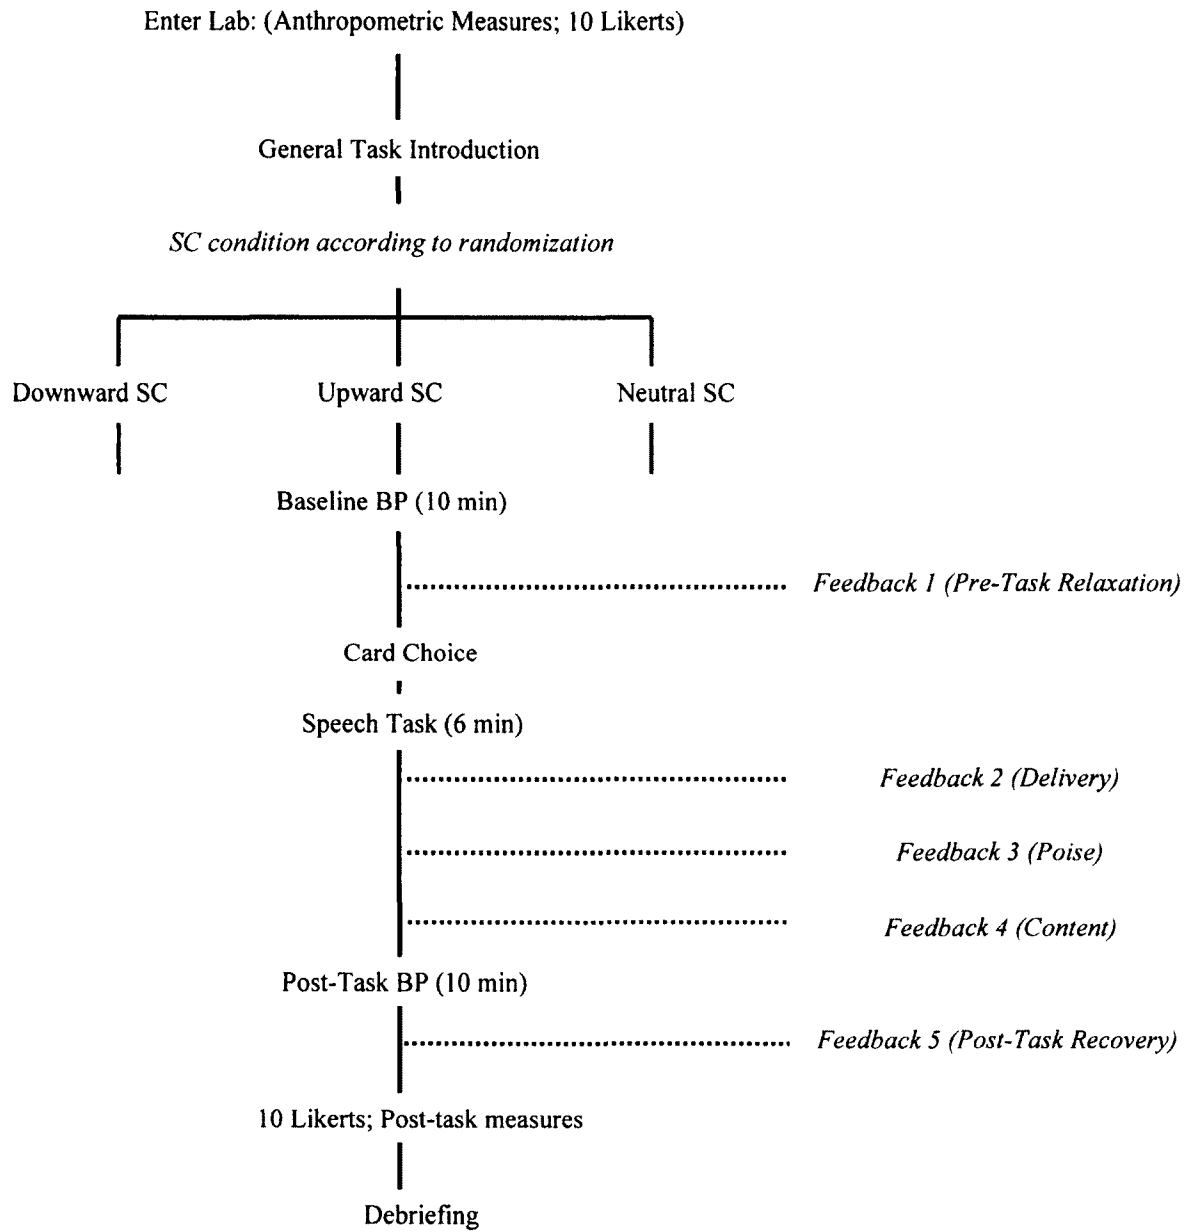 Enter Lab: (Anthropometric Measures; 10 Likerts)
General Task Introduction
SC condition according to randomization
Downward SC
Upward SC
Neutral SC
Baseline BP (10 min)
Feedback 1 (Pre-Task Relaxation)
Card Choice
Speech Task (6 min)
Feedback 2 (Delivery)
Feedback 3 (Poise)
Feedback 4 (Content)
Post-Task BP (10 min)
Feedback 5 (Post-Task Recovery)
10 Likerts; Post-task measures
Debriefing